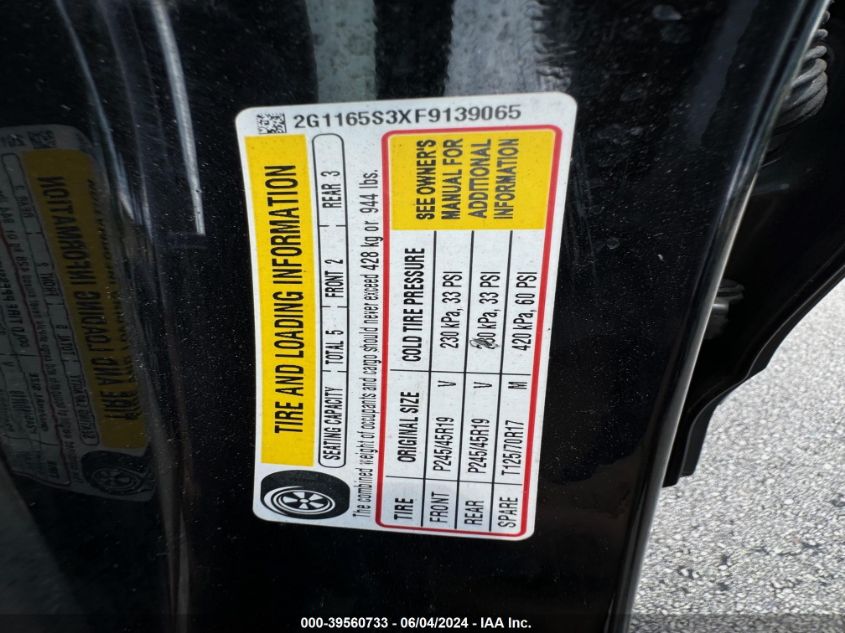 2G1165S3XF9139065
TIRE AND LOADING INFORMATION
SEATING CAPACITY TOTAL 5 FRONT 2 REAR 3
The combined weight of occupants and cargo should never exceed 428 kg or 944 lbs.
TIRE ORIGINAL SIZE COLD TIRE PRESSURE
FRONT P245/45R19 V 230 kPa, 33 PSI
REAR P245/45R19 V 230 kPa, 33 PSI
SPARE T125/70R17 M 420 kPa, 60 PSI
SEE OWNER'S
MANUAL FOR
ADDITIONAL
INFORMATION
000-39560733 - 06/04/2024 - IAA Inc.